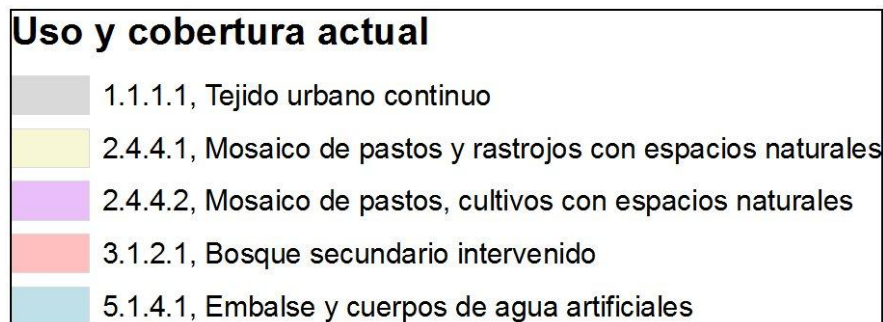 Uso y cobertura actual
1.1.1.1, Tejido urbano continuo
2.4.4.1, Mosaico de pastos y rastrojos con espacios naturales
2.4.4.2, Mosaico de pastos, cultivos con espacios naturales
3.1.2.1, Bosque secundario intervenido
5.1.4.1, Embalse y cuerpos de agua artificiales